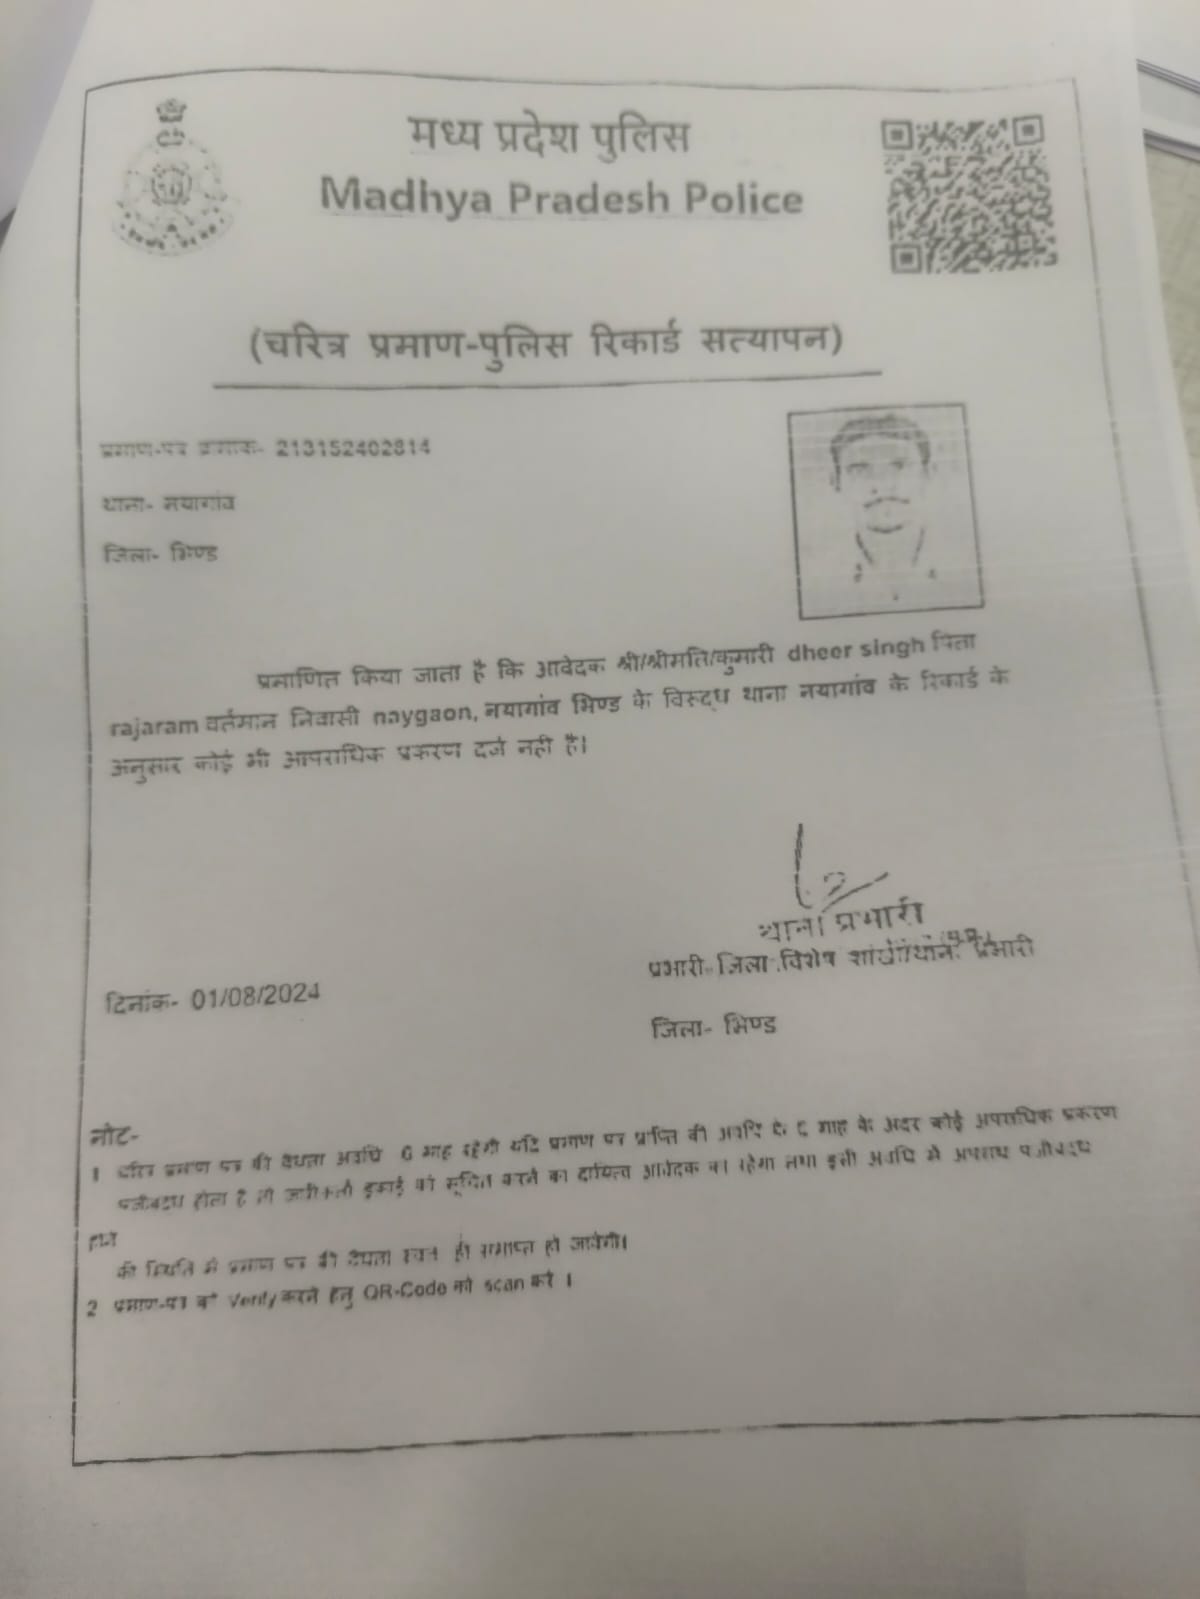 मध्य प्रदेश पुलिस
Madhya Pradesh Police
(चरित्र प्रमाण-पुलिस रिकार्ड सत्यापन)
प्रमाण-पत्र क्रमांक- 213152402814
थाना- नयागांव
जिला- भिण्ड
प्रमाणित किया जाता है कि आवेदक श्री/श्रीमति/कुमारी dheer singh पिता
rajaram वर्तमान निवासी naygaon, नयागांव भिण्ड के विरुद्ध थाना नयागांव के रिकार्ड के
अनुसार कोई भी आपराधिक प्रकरण दर्ज नही है।
थाना प्रभारी
प्रभारी जिला विशेष शाखा/थाना प्रभारी
दिनांक- 01/08/2024
जिला- भिण्ड
नोट-
1 चरित्र प्रमाण पत्र की वैधता अवधि 6 माह रहेगी यदि प्रमाण पत्र प्राप्ति की अवधि के 6 माह के अंदर कोई अपराधिक प्रकरण
पंजीबद्ध होता है तो जारीकर्ता इकाई को सूचित करने का दायित्व आवेदक का रहेगा तथा इसी अवधि में अपराध पंजीबद्ध
होने
की स्थिति में प्रमाण पत्र की वैधता स्वतः ही समाप्त हो जावेगी।
2 प्रमाण-पत्र को Verify करने हेतु QR-Code को scan करे ।